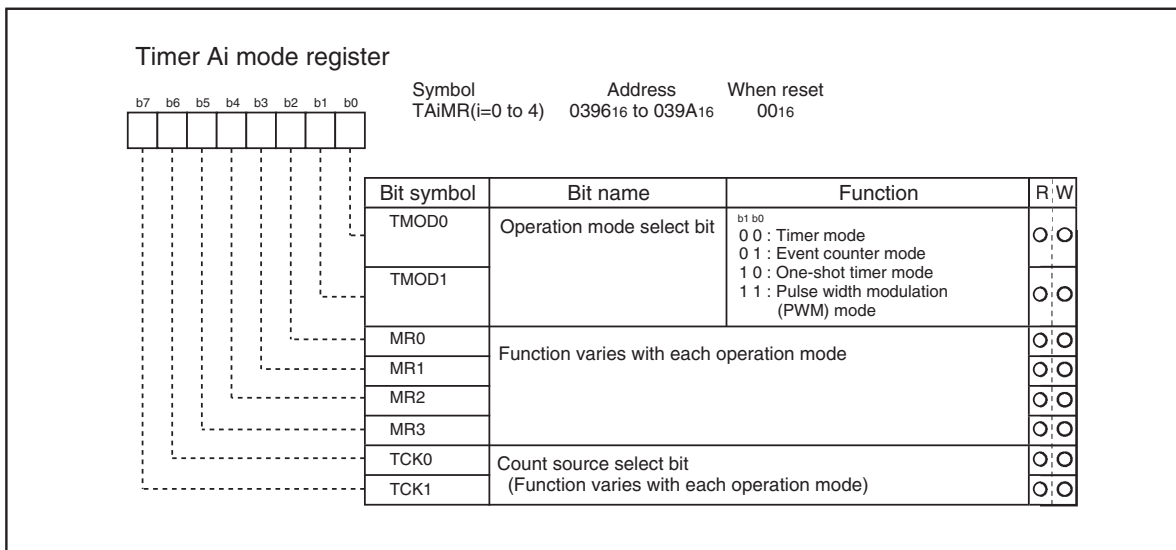 Timer Ai mode register
Symbol Address When reset
TAiMR(i=0 to 4) 039616 to 039A16 0016
b7 b6 b5 b4 b3 b2 b1 b0
Bit symbol Bit name Function R W
TMOD0 Operation mode select bit
b1 b0
0 0 : Timer mode
0 1 : Event counter mode
1 0 : One-shot timer mode
TMOD1
1 1 : Pulse width modulation
(PWM) mode
MR0
Function varies with each operation mode
MR1
MR2
MR3
TCK0
Count source select bit
(Function varies with each operation mode)
TCK1